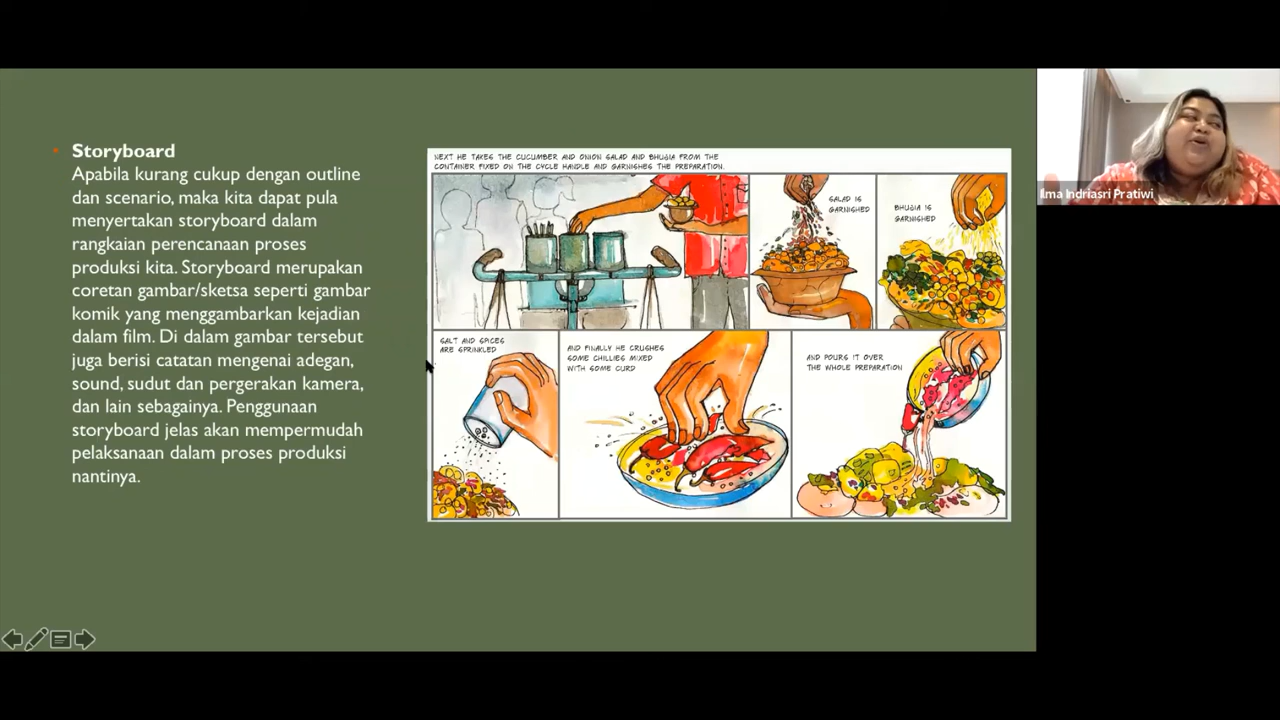 Storyboard
Apabila kurang cukup dengan outline
dan scenario, maka kita dapat pula
menyertakan storyboard dalam
rangkaian perencanaan proses
produksi kita. Storyboard merupakan
coretan gambar/sketsa seperti gambar
komik yang menggambarkan kejadian
dalam film. Di dalam gambar tersebut
juga berisi catatan mengenai adegan,
sound, sudut dan pergerakan kamera,
dan lain sebagainya. Penggunaan
storyboard jelas akan mempermudah
pelaksanaan dalam proses produksi
nantinya.
NEXT HE TAKES THE CUCUMBER AND ONION SALAD AND BHUJIA FROM THE
CONTAINER FIXED ON THE CYCLE HANDLE AND GARNISHES THE PREPARATION.
SALAD IS
GARNISHED
BHUJIA IS
GARNISHED
SALT AND SPICES
ARE SPRINKLED
AND FINALLY HE CRUSHES
SOME CHILLIES MIXED
WITH SOME CURD
AND POURS IT OVER
THE WHOLE PREPARATION
Ilma Indriasri Pratiwi